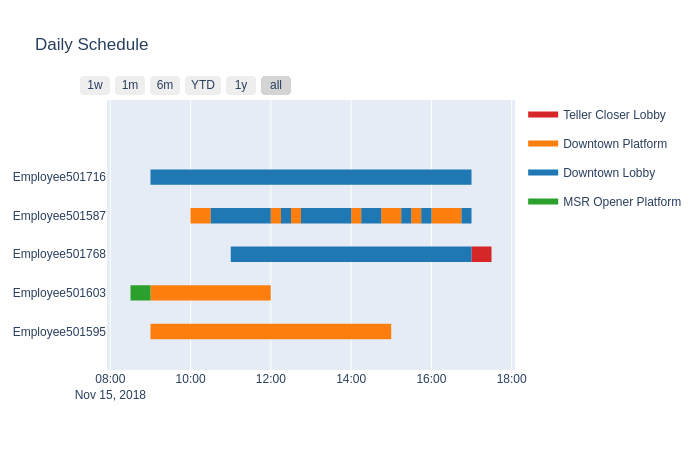 Daily Schedule
1w 1m 6m YTD 1y all
Teller Closer Lobby
Downtown Platform
Downtown Lobby
MSR Opener Platform
Employee501716
Employee501587
Employee501768
Employee501603
Employee501595
08:00 10:00 12:00 14:00 16:00 18:00
Nov 15, 2018